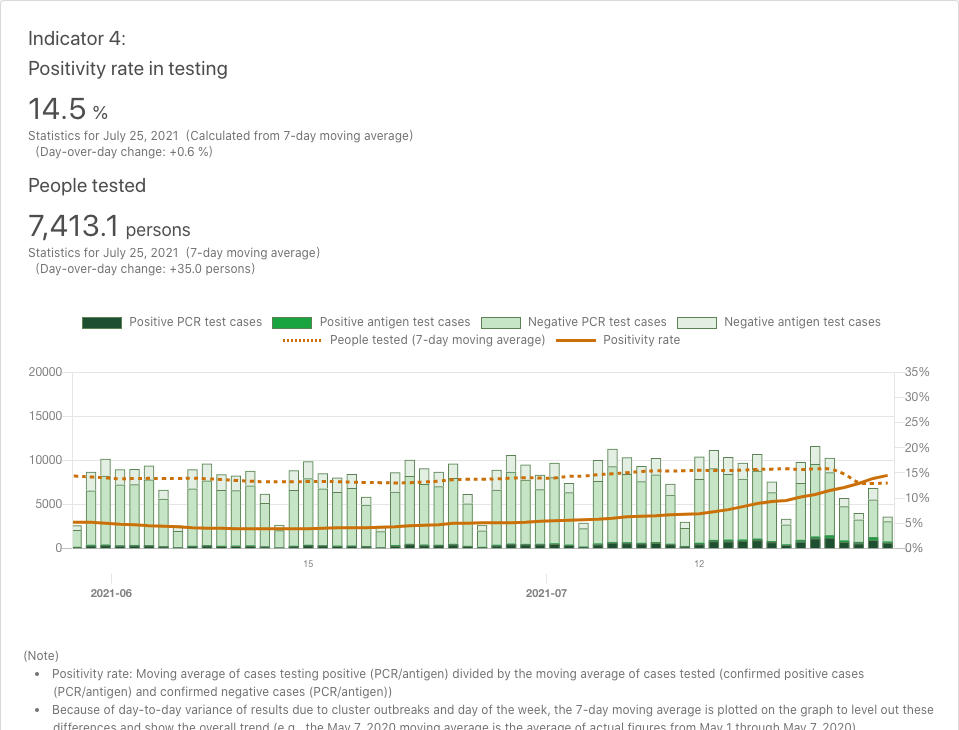 Indicator 4:
Positivity rate in testing
14.5 %
Statistics for July 25, 2021 (Calculated from 7-day moving average)
(Day-over-day change: +0.6 %)
People tested
7,413.1 persons
Statistics for July 25, 2021 (7-day moving average)
(Day-over-day change: +35.0 persons)
Positive PCR test cases Positive antigen test cases Negative PCR test cases Negative antigen test cases
People tested (7-day moving average) Positivity rate
20000 35%
30%
15000
25%
20%
10000
15%
10%
5000
5%
0 0%
15 12
2021-06 2021-07
(Note)
• Positivity rate: Moving average of cases testing positive (PCR/antigen) divided by the moving average of cases tested (confirmed positive cases
(PCR/antigen) and confirmed negative cases (PCR/antigen))
• Because of day-to-day variance of results due to cluster outbreaks and day of the week, the 7-day moving average is plotted on the graph to level out these
differences and show the overall trend (e.g., the May 7, 2020 moving average is the average of actual figures from May 1 through May 7, 2020)